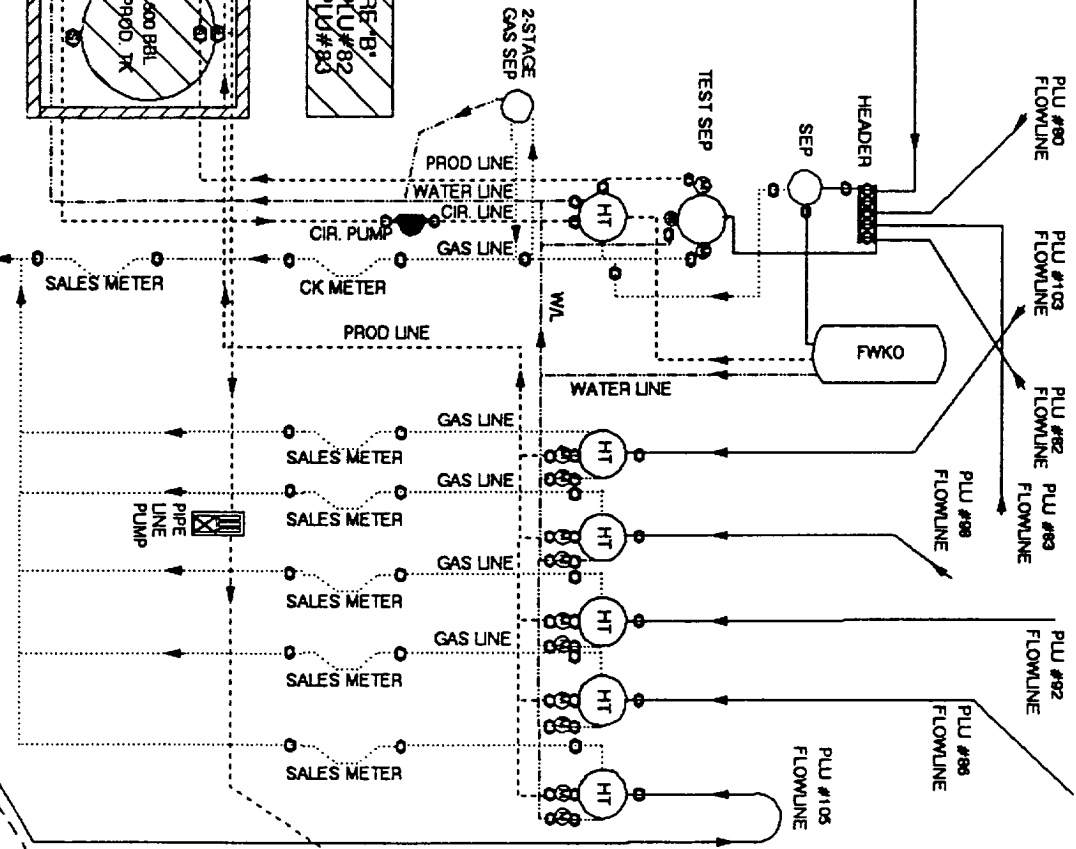 600 BBL
PROD. TK
RE "B"
PLU #82
PLU #83
2-STAGE
GAS SEP
TEST SEP
SEP
HEADER
PLU #80
FLOWLINE
PLU #103
FLOWLINE
PLU #82
FLOWLINE
PLU #83
FLOWLINE
PLU #98
FLOWLINE
PLU #92
FLOWLINE
PLU #86
FLOWLINE
PLU #105
FLOWLINE
PROD LINE
WATER LINE
CIR. LINE
CIR. PUMP
GAS LINE
HT
SALES METER
CK METER
W/L
PROD LINE
FWKO
WATER LINE
GAS LINE
HT
SALES METER
GAS LINE
HT
SALES METER
PIPE
LINE
PUMP
GAS LINE
HT
SALES METER
GAS LINE
HT
SALES METER
HT
SALES METER